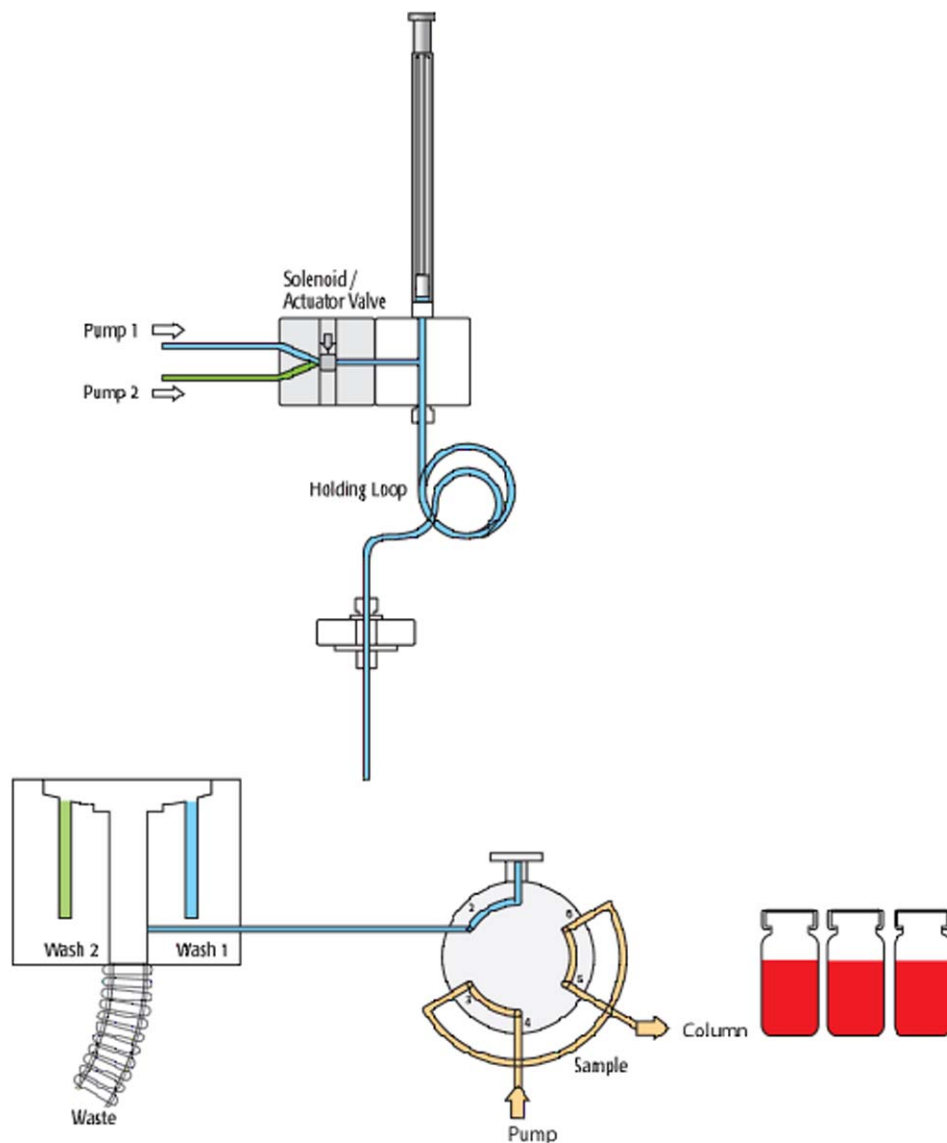 Solenoid /
Actuator Valve
Pump 1
Pump 2
Holding Loop
Wash 2
Wash 1
Waste
2
6
5
3
4
Column
Sample
Pump